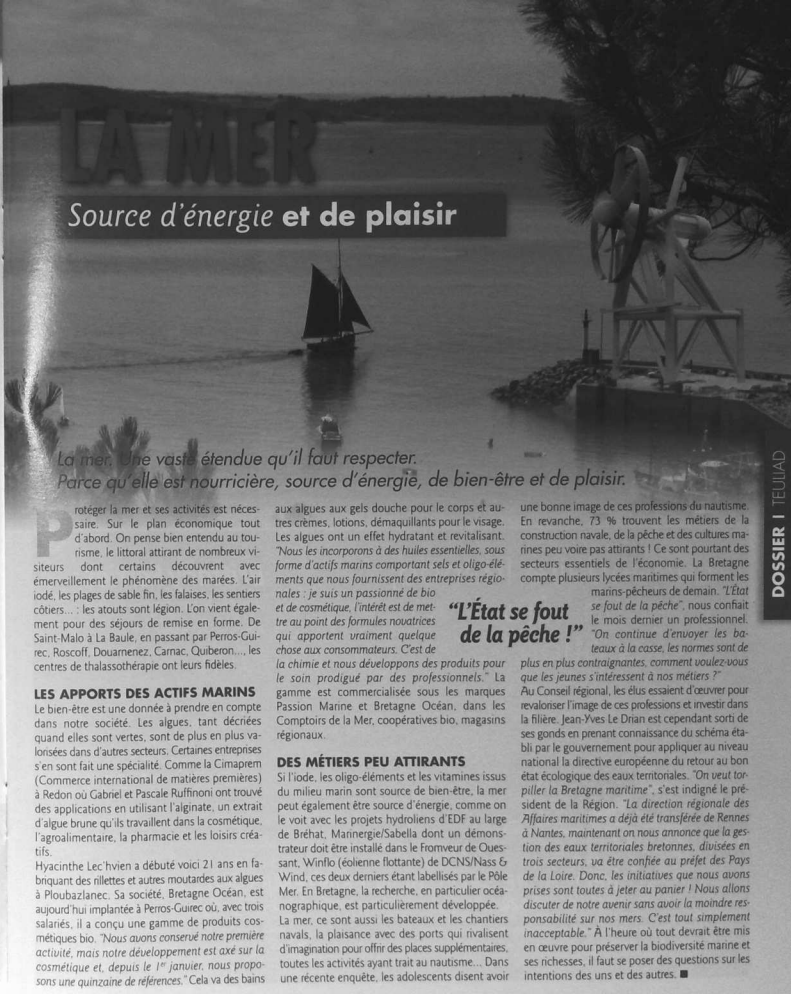 LA MER
Source d'énergie et de plaisir
La mer. Une vaste étendue qu'il faut respecter.
Parce qu'elle est nourricière, source d'énergie, de bien-être et de plaisir.
Protéger la mer et ses activités est néces-
saire. Sur le plan économique tout
d'abord. On pense bien entendu au tou-
risme, le littoral attirant de nombreux vi-
siteurs dont certains découvrent avec
émerveillement le phénomène des marées. L'air
iodé, les plages de sable fin, les falaises, les sentiers
côtiers... : les atouts sont légion. L'on vient égale-
ment pour des séjours de remise en forme. De
Saint-Malo à La Baule, en passant par Perros-Gui-
rec, Roscoff, Douarnenez, Carnac, Quiberon..., les
centres de thalassothérapie ont leurs fidèles.
LES APPORTS DES ACTIFS MARINS
Le bien-être est une donnée à prendre en compte
dans notre société. Les algues, tant décriées
quand elles sont vertes, sont de plus en plus va-
lorisées dans d'autres secteurs. Certaines entreprises
s'en sont fait une spécialité. Comme la Cimaprem
(Commerce international de matières premières)
à Redon où Gabriel et Pascale Ruffinoni ont trouvé
des applications en utilisant l'alginate, un extrait
d'algue brune qu'ils travaillent dans la cosmétique,
l'agroalimentaire, la pharmacie et les loisirs créa-
tifs.
Hyacinthe Lec'hvien a débuté voici 21 ans en fa-
briquant des rillettes et autres moutardes aux algues
à Ploubazlanec. Sa société, Bretagne Océan, est
aujourd'hui implantée à Perros-Guirec où, avec trois
salariés, il a conçu une gamme de produits cos-
métiques bio. "Nous avons conservé notre première
activité, mais notre développement est axé sur la
cosmétique et, depuis le 1er janvier, nous propo-
sons une quinzaine de références." Cela va des bains
aux algues aux gels douche pour le corps et au-
tres crèmes, lotions, démaquillants pour le visage.
Les algues ont un effet hydratant et revitalisant.
"Nous les incorporons à des huiles essentielles, sous
forme d'actifs marins comportant sels et oligo-élé-
ments que nous fournissent des entreprises régio-
nales : je suis un passionné de bio
et de cosmétique, l'intérêt est de met-
tre au point des formules novatrices
qui apportent vraiment quelque
chose aux consommateurs. C'est de
la chimie et nous développons des produits pour
le soin prodigué par des professionnels." La
gamme est commercialisée sous les marques
Passion Marine et Bretagne Océan, dans les
Comptoirs de la Mer, coopératives bio, magasins
régionaux.
DES MÉTIERS PEU ATTIRANTS
Si l'iode, les oligo-éléments et les vitamines issus
du milieu marin sont source de bien-être, la mer
peut également être source d'énergie, comme on
le voit avec les projets hydroliens d'EDF au large
de Bréhat, Marinergie/Sabella dont un démons-
trateur doit être installé dans le Fromveur de Oues-
sant, Winflo (éolienne flottante) de DCNS/Nass &
Wind, ces deux derniers étant labellisés par le Pôle
Mer. En Bretagne, la recherche, en particulier océa-
nographique, est particulièrement développée.
La mer, ce sont aussi les bateaux et les chantiers
navals, la plaisance avec des ports qui rivalisent
d'imagination pour offrir des places supplémentaires,
toutes les activités ayant trait au nautisme... Dans
une récente enquête, les adolescents disent avoir
"L'État se fout
de la pêche !"
une bonne image de ces professions du nautisme.
En revanche, 73 % trouvent les métiers de la
construction navale, de la pêche et des cultures ma-
rines peu voire pas attirants ! Ce sont pourtant des
secteurs essentiels de l'économie. La Bretagne
compte plusieurs lycées maritimes qui forment les
marins-pêcheurs de demain. "L'État
se fout de la pêche", nous confiait
le mois dernier un professionnel.
"On continue d'envoyer les ba-
teaux à la casse, les normes sont de
plus en plus contraignantes, comment voulez-vous
que les jeunes s'intéressent à nos métiers ?"
Au Conseil régional, les élus essaient d'œuvrer pour
revaloriser l'image de ces professions et investir dans
la filière. Jean-Yves Le Drian est cependant sorti de
ses gonds en prenant connaissance du schéma éta-
bli par le gouvernement pour appliquer au niveau
national la directive européenne du retour au bon
état écologique des eaux territoriales. "On veut tor-
piller la Bretagne maritime", s'est indigné le pré-
sident de la Région. "La direction régionale des
Affaires maritimes a déjà été transférée de Rennes
à Nantes, maintenant on nous annonce que la ges-
tion des eaux territoriales bretonnes, divisées en
trois secteurs, va être confiée au préfet des Pays
de la Loire. Donc, les initiatives que nous avons
prises sont toutes à jeter au panier ! Nous allons
discuter de notre avenir sans avoir la moindre res-
ponsabilité sur nos mers. C'est tout simplement
inacceptable." À l'heure où tout devrait être mis
en œuvre pour préserver la biodiversité marine et
ses richesses, il faut se poser des questions sur les
intentions des uns et des autres. ■
DOSSIER | TEULIAD